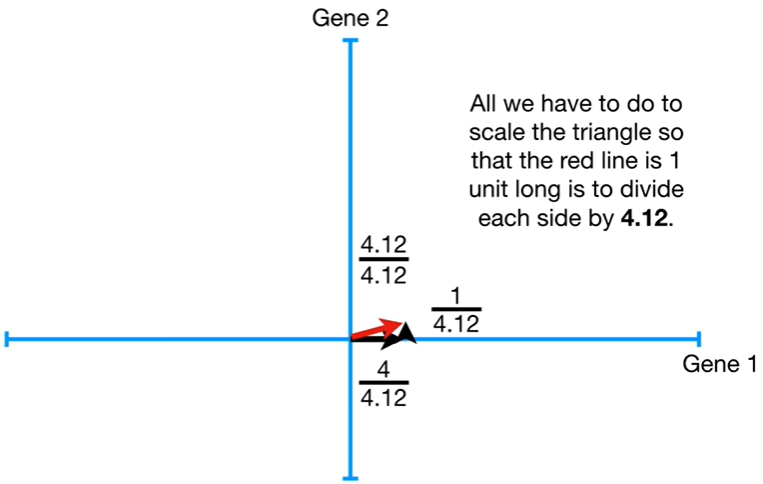 Gene 2
All we have to do to
scale the triangle so
that the red line is 1
unit long is to divide
each side by 4.12.
4.12
4.12
1
4.12
Gene 1
4
4.12